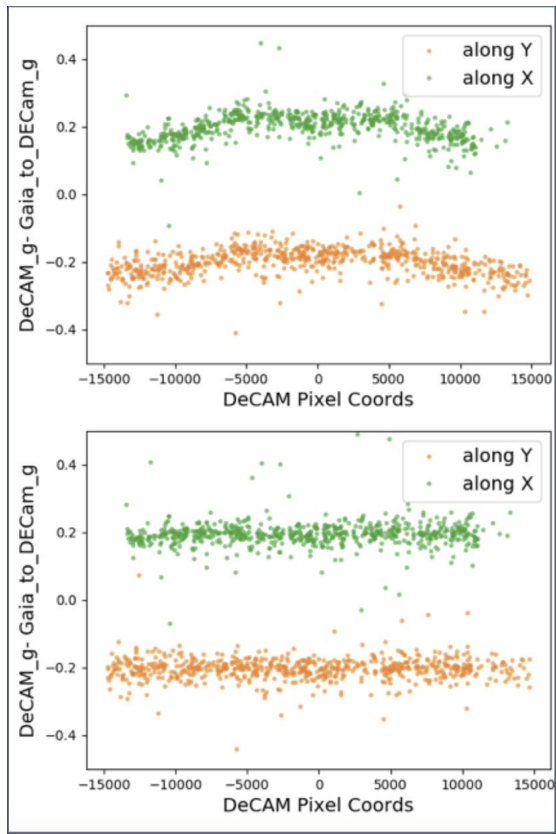 DeCAM_g- Gaia_to_DECam_g
0.4
0.2
0.0
−0.2
−0.4
along Y
along X
−15000 −10000 −5000 0 5000 10000 15000
DeCAM Pixel Coords
DeCAM_g- Gaia_to_DECam_g
0.4
0.2
0.0
−0.2
−0.4
along Y
along X
−15000 −10000 −5000 0 5000 10000 15000
DeCAM Pixel Coords